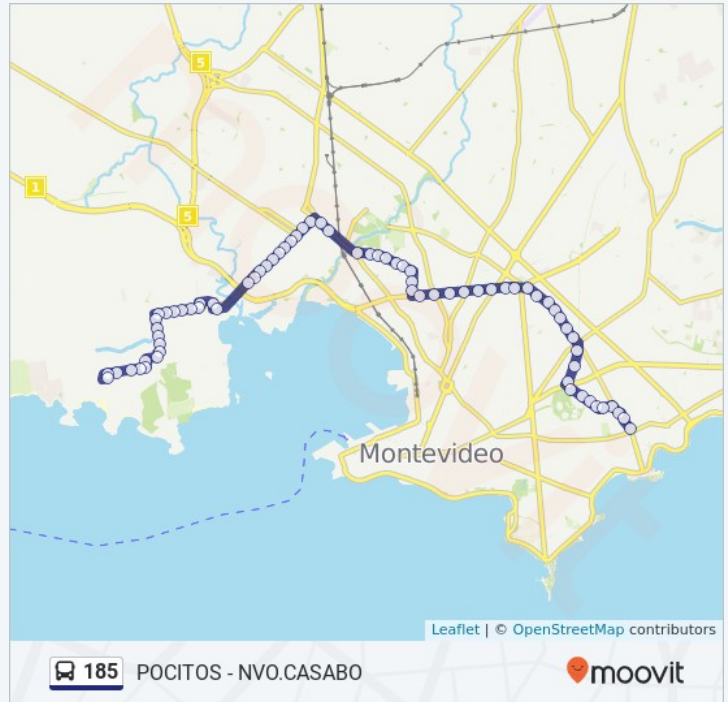 5
1
5
Montevideo
Leaflet | © OpenStreetMap contributors
185 POCITOS - NVO.CASABO
moovit